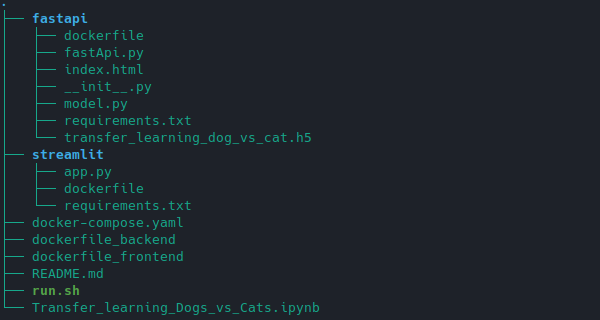 .
├── fastapi
│   ├── dockerfile
│   ├── fastApi.py
│   ├── index.html
│   ├── __init__.py
│   ├── model.py
│   ├── requirements.txt
│   └── transfer_learning_dog_vs_cat.h5
├── streamlit
│   ├── app.py
│   ├── dockerfile
│   └── requirements.txt
├── docker-compose.yaml
├── dockerfile_backend
├── dockerfile_frontend
├── README.md
├── run.sh
└── Transfer_learning_Dogs_vs_Cats.ipynb